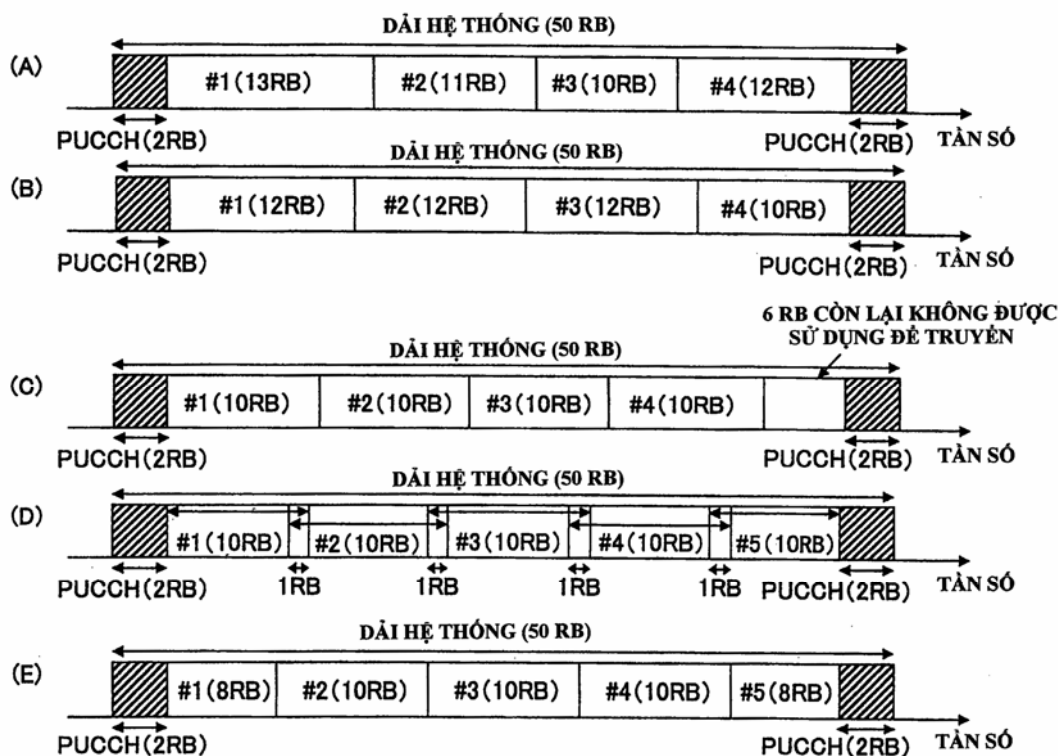 DẢI HỆ THỐNG (50 RB)
(A)
#1(13RB) #2(11RB) #3(10RB) #4(12RB)
PUCCH(2RB) PUCCH(2RB) TẦN SỐ
DẢI HỆ THỐNG (50 RB)
(B)
#1(12RB) #2(12RB) #3(12RB) #4(10RB)
PUCCH(2RB) PUCCH(2RB) TẦN SỐ
6 RB CÒN LẠI KHÔNG ĐƯỢC
SỬ DỤNG ĐỂ TRUYỀN
DẢI HỆ THỐNG (50 RB)
(C)
#1(10RB) #2(10RB) #3(10RB) #4(10RB)
PUCCH(2RB) PUCCH(2RB) TẦN SỐ
DẢI HỆ THỐNG (50 RB)
(D)
#1(10RB) #2(10RB) #3(10RB) #4(10RB) #5(10RB)
PUCCH(2RB) 1RB 1RB 1RB 1RB PUCCH(2RB) TẦN SỐ
DẢI HỆ THỐNG (50 RB)
(E)
#1(8RB) #2(10RB) #3(10RB) #4(10RB) #5(8RB)
PUCCH(2RB) PUCCH(2RB) TẦN SỐ